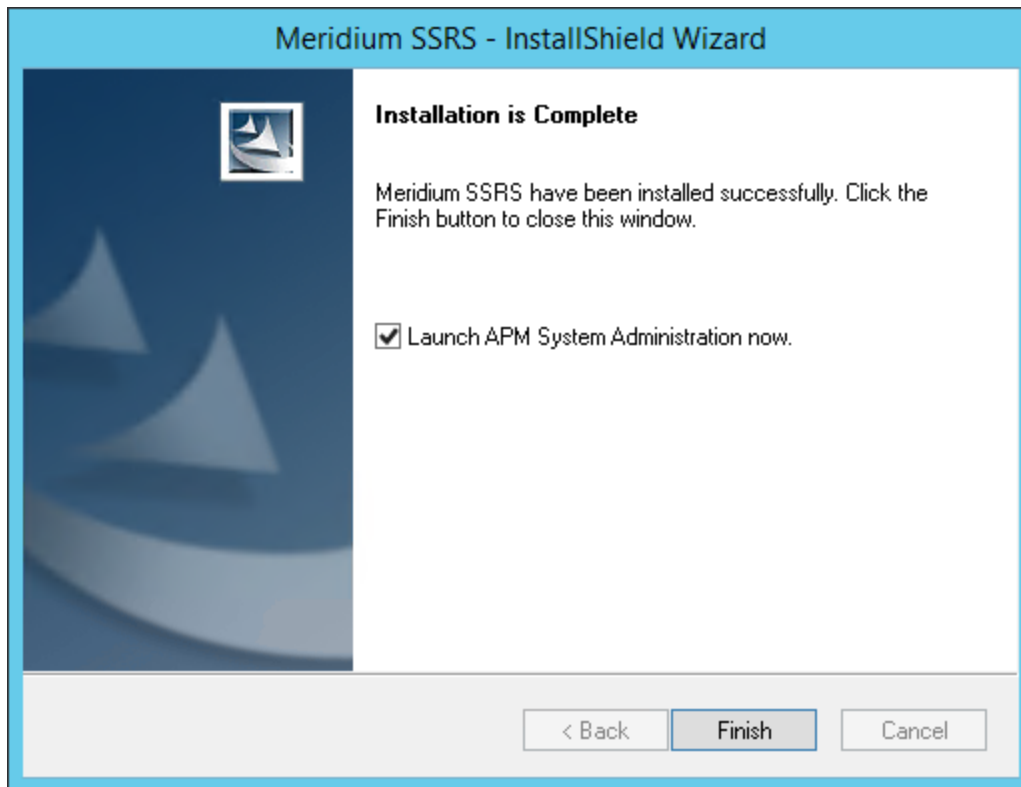 Meridium SSRS - InstallShield Wizard
Installation is Complete
Meridium SSRS have been installed successfully. Click the
Finish button to close this window.
Launch APM System Administration now.
< Back
Finish
Cancel